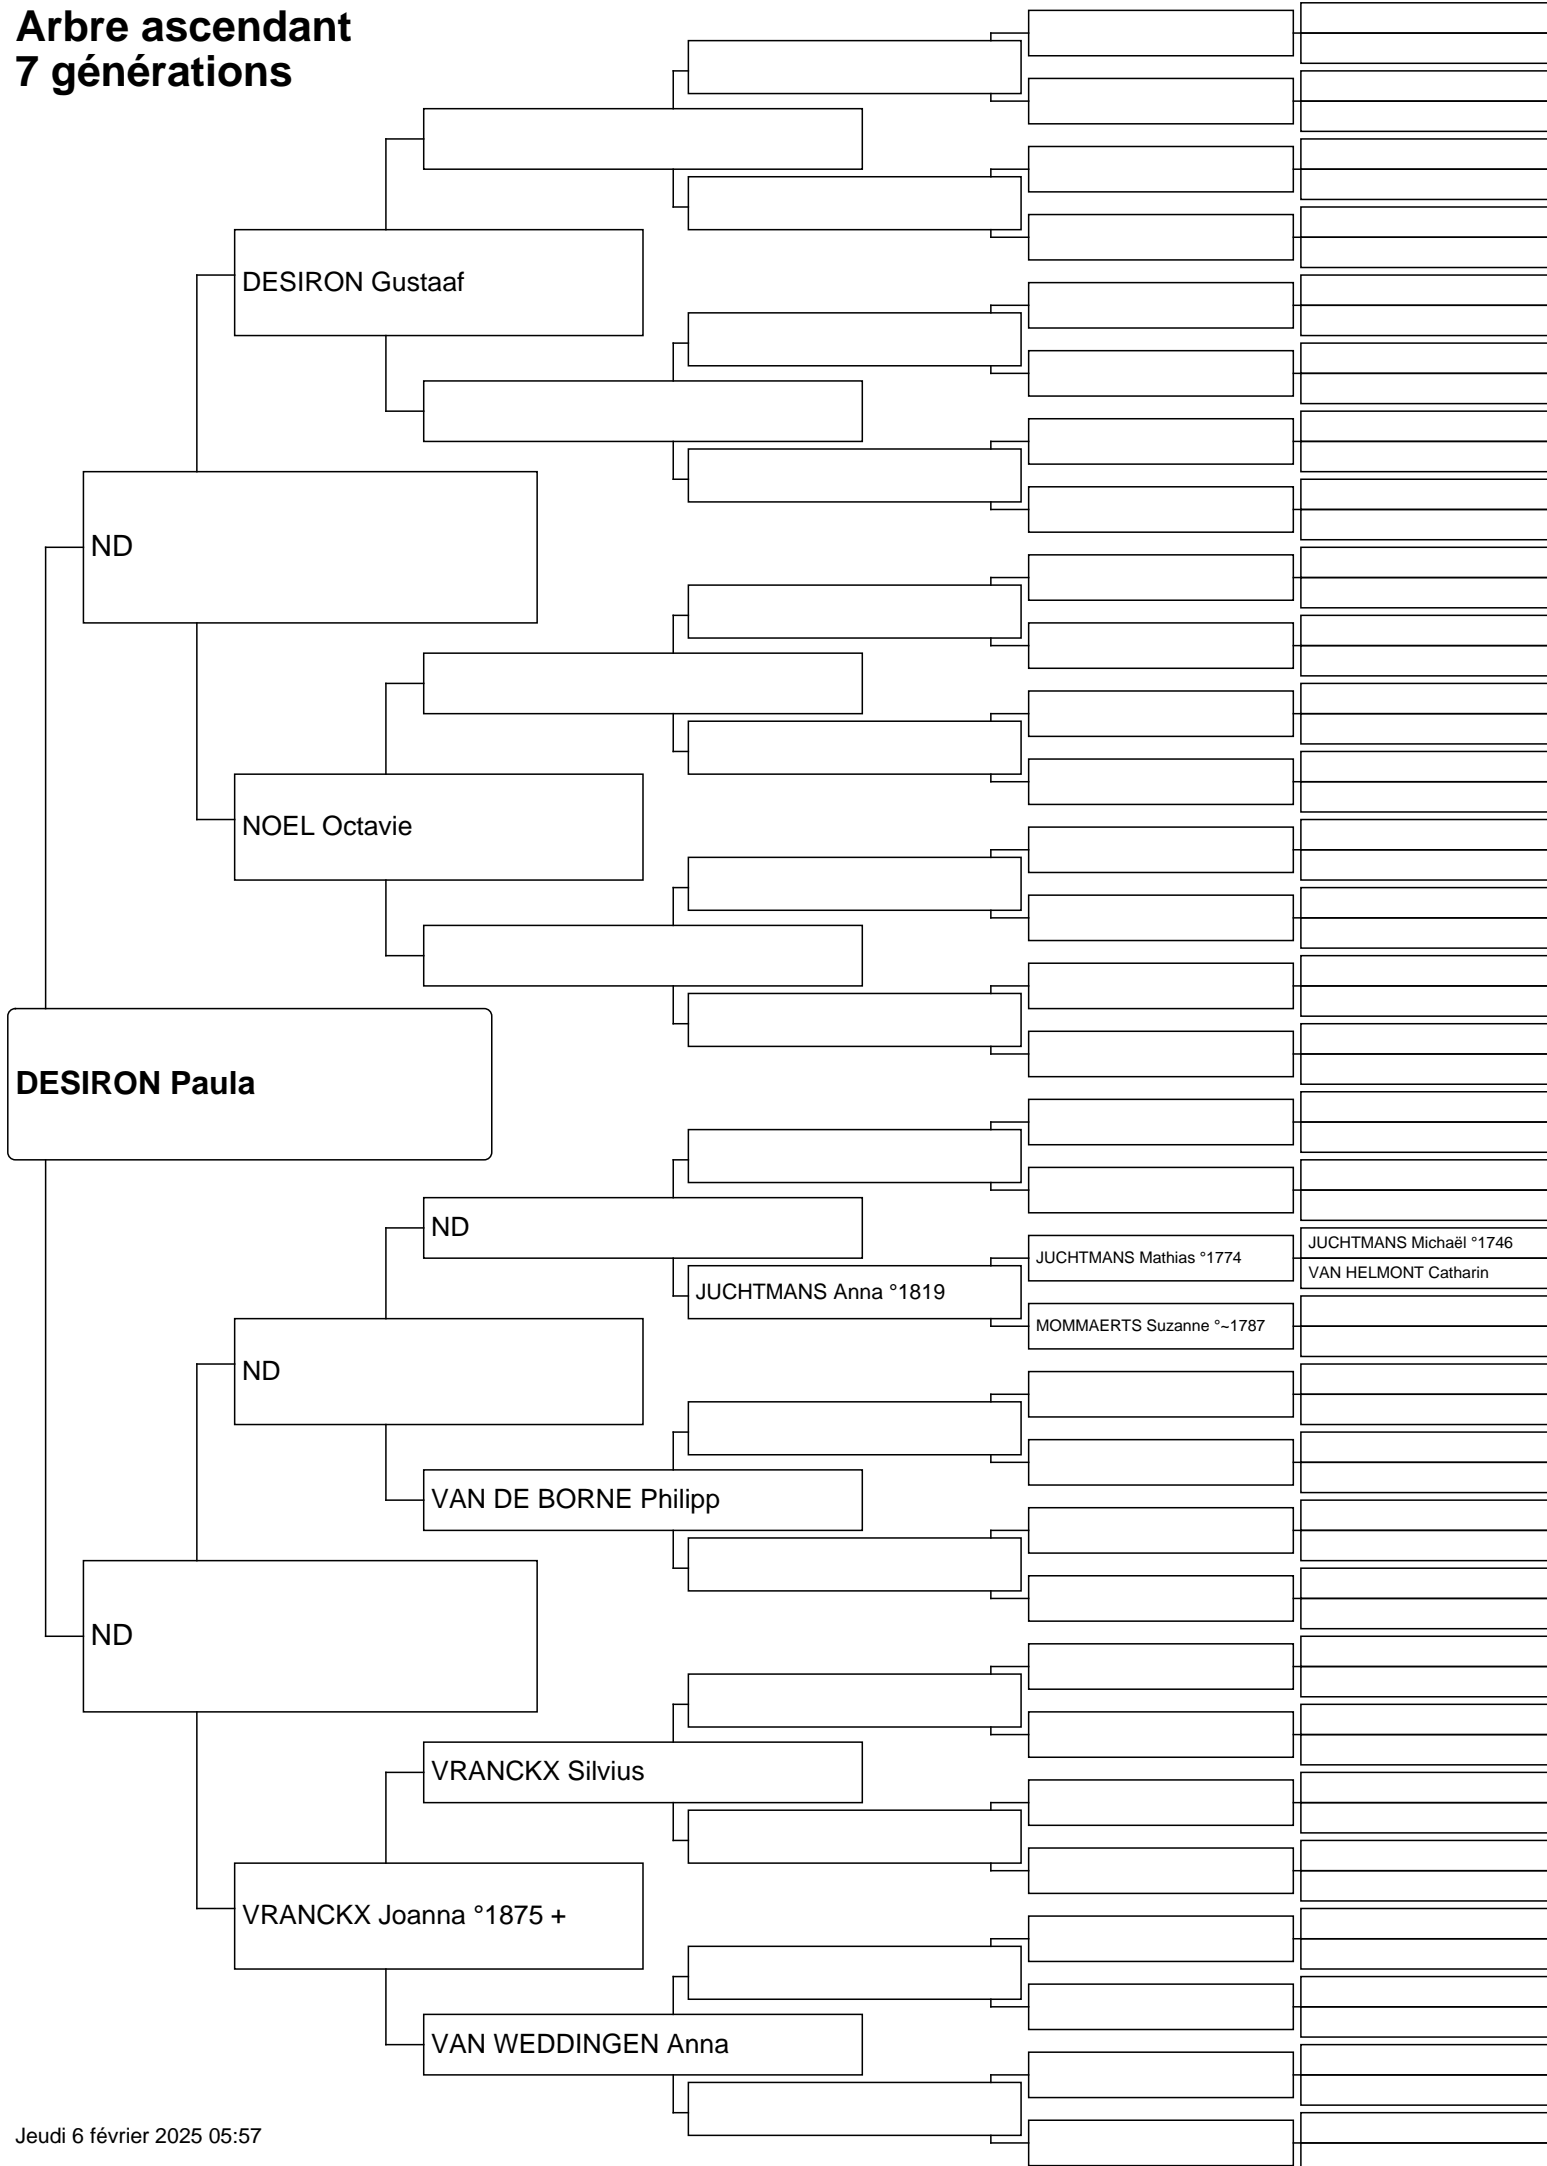 Arbre ascendant
7 générations
DESIRON Gustaaf
ND
NOEL Octavie
DESIRON Paula
ND
JUCHTMANS Mathias °1774
JUCHTMANS Michaël °1746
VAN HELMONT Catharin
JUCHTMANS Anna °1819
MOMMAERTS Suzanne °~1787
ND
VAN DE BORNE Philipp
ND
VRANCKX Silvius
VRANCKX Joanna °1875 +
VAN WEDDINGEN Anna
Jeudi 6 février 2025 05:57